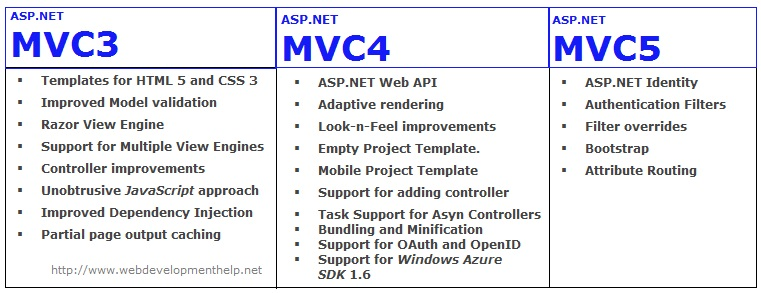 ASP.NET
MVC3
Templates for HTML 5 and CSS 3
Improved Model validation
Razor View Engine
Support for Multiple View Engines
Controller improvements
Unobtrusive JavaScript approach
Improved Dependency Injection
Partial page output caching
http://www.webdevelopmenthelp.net
ASP.NET
MVC4
ASP.NET Web API
Adaptive rendering
Look-n-Feel improvements
Empty Project Template.
Mobile Project Template
Support for adding controller
Task Support for Asyn Controllers
Bundling and Minification
Support for OAuth and OpenID
Support for Windows Azure
SDK 1.6
ASP.NET
MVC5
ASP.NET Identity
Authentication Filters
Filter overrides
Bootstrap
Attribute Routing